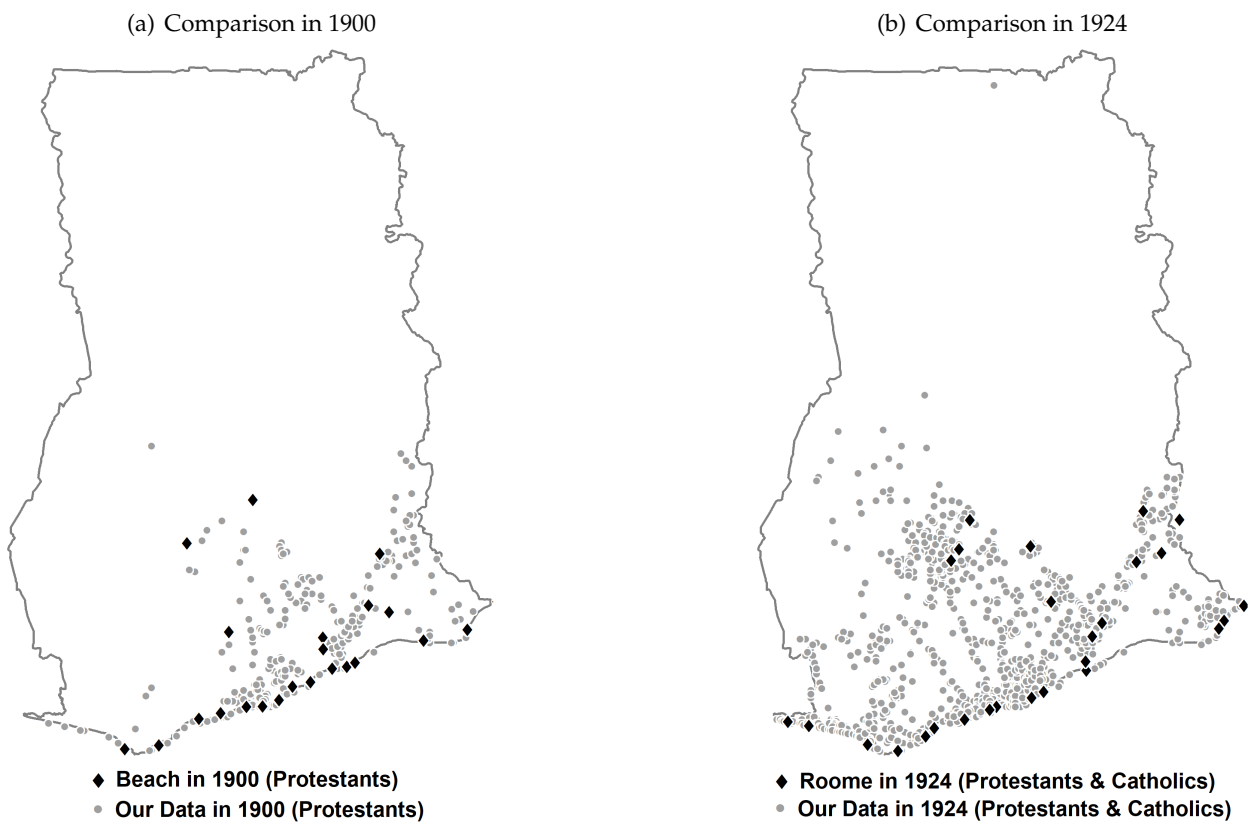 (a) Comparison in 1900
(b) Comparison in 1924
Beach in 1900 (Protestants)
Our Data in 1900 (Protestants)
Roome in 1924 (Protestants & Catholics)
Our Data in 1924 (Protestants & Catholics)